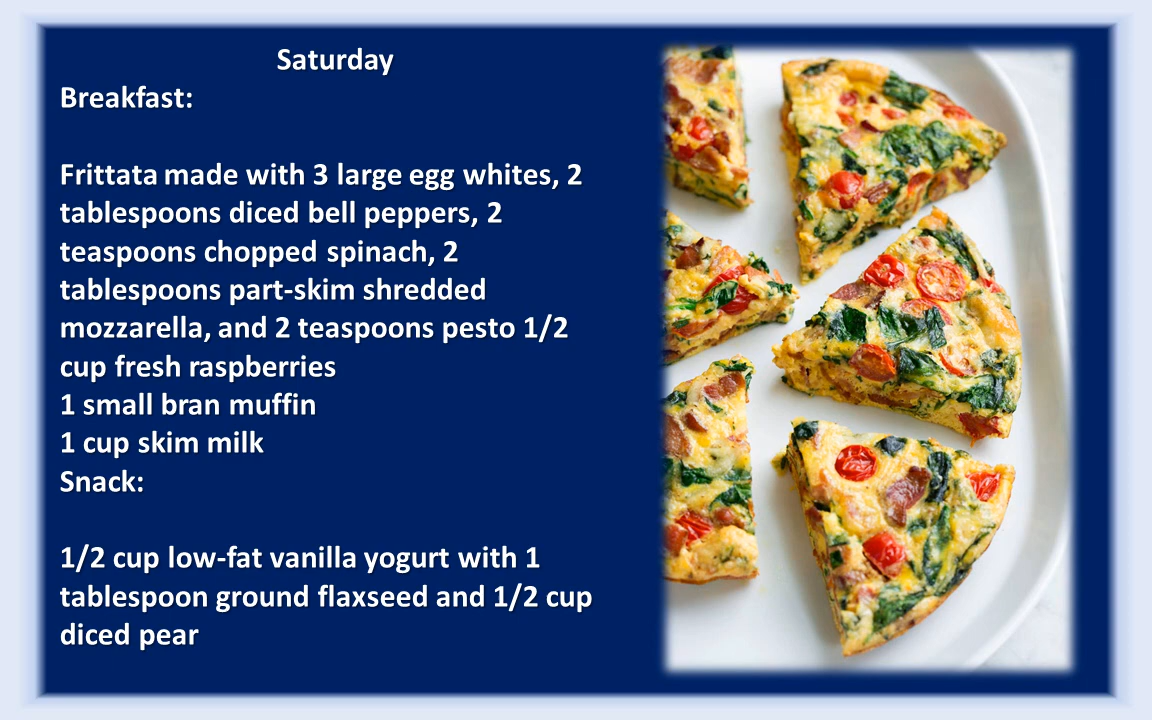 Saturday
Breakfast:
Frittata made with 3 large egg whites, 2
tablespoons diced bell peppers, 2
teaspoons chopped spinach, 2
tablespoons part-skim shredded
mozzarella, and 2 teaspoons pesto 1/2
cup fresh raspberries
1 small bran muffin
1 cup skim milk
Snack:
1/2 cup low-fat vanilla yogurt with 1
tablespoon ground flaxseed and 1/2 cup
diced pear